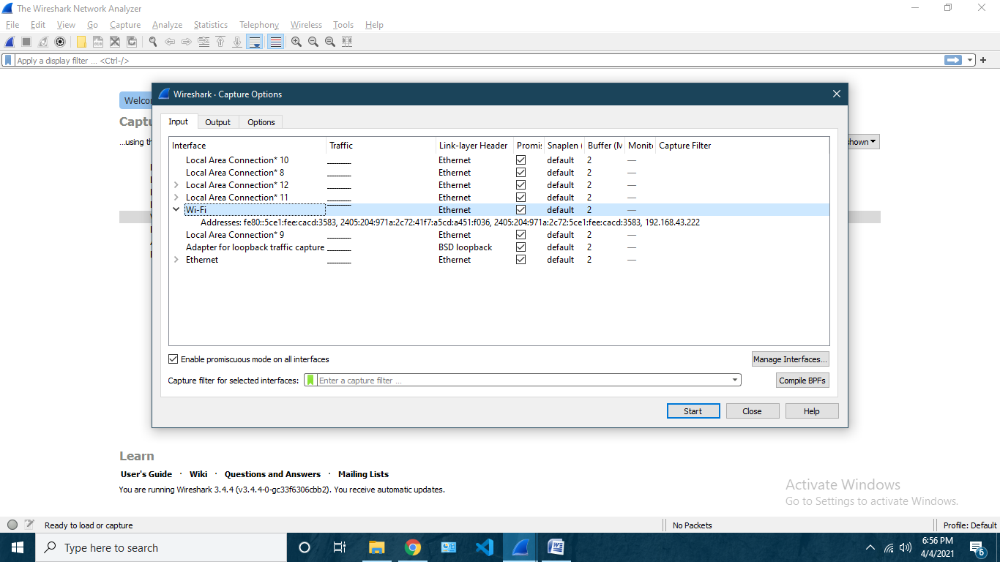 The Wireshark Network Analyzer
File Edit View Go Capture Analyze Statistics Telephony Wireless Tools Help
Apply a display filter ... <Ctrl-/>
Wireshark · Capture Options
Welco
Input Output Options
Captu
...using th
hown
Interface Traffic Link-layer Header Promis Snaplen ( Buffer (M Monito Capture Filter
Local Area Connection* 10 Ethernet default 2 —
Local Area Connection* 8 Ethernet default 2 —
Local Area Connection* 12 Ethernet default 2 —
Local Area Connection* 11 Ethernet default 2 —
Wi-Fi Ethernet default 2 —
Addresses: fe80::5ce1:fee:cacd:3583, 2405:204:971a:2c72:41f7:a5cd:a451:f036, 2405:204:971a:2c72:5ce1:fee:cacd:3583, 192.168.43.222
Local Area Connection* 9 Ethernet default 2 —
Adapter for loopback traffic capture BSD loopback default 2 —
Ethernet Ethernet default 2 —
Enable promiscuous mode on all interfaces Manage Interfaces...
Capture filter for selected interfaces: Enter a capture filter ... Compile BPFs
Start Close Help
Learn
User's Guide · Wiki · Questions and Answers · Mailing Lists
You are running Wireshark 3.4.4 (v3.4.4-0-gc33f6306cbb2). You receive automatic updates.
Activate Windows
Go to Settings to activate Windows.
Ready to load or capture No Packets Profile: Default
Type here to search
6:56 PM
4/4/2021
6